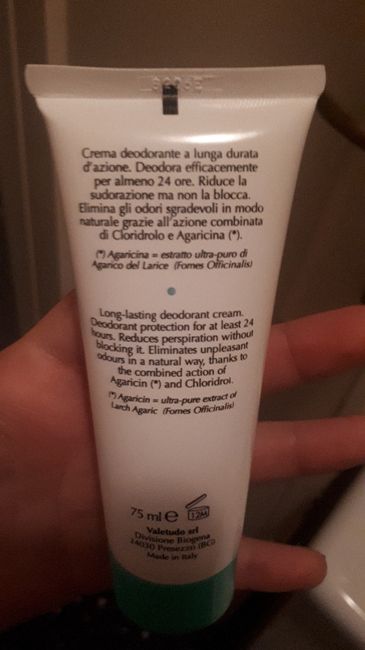 Crema deodorante a lunga durata
d'azione. Deodora efficacemente
per almeno 24 ore. Riduce la
sudorazione ma non la blocca.
Elimina gli odori sgradevoli in modo
naturale grazie all'azione combinata
di Cloridrolo e Agaricina (*).
(*) Agaricina = estratto ultra-puro di
Agarico del Larice (Fomes Officinalis)
Long-lasting deodorant cream.
Deodorant protection for at least 24
hours. Reduces perspiration without
blocking it. Eliminates unpleasant
odours in a natural way, thanks to
the combined action of
Agaricin (*) and Chloridrol.
(*) Agaricin = ultra-pure extract of
Larch Agaric (Fomes Officinalis)
75 ml e 12M
Valetudo srl
Divisione Biogena
24030 Presezzo (BG)
Made in Italy